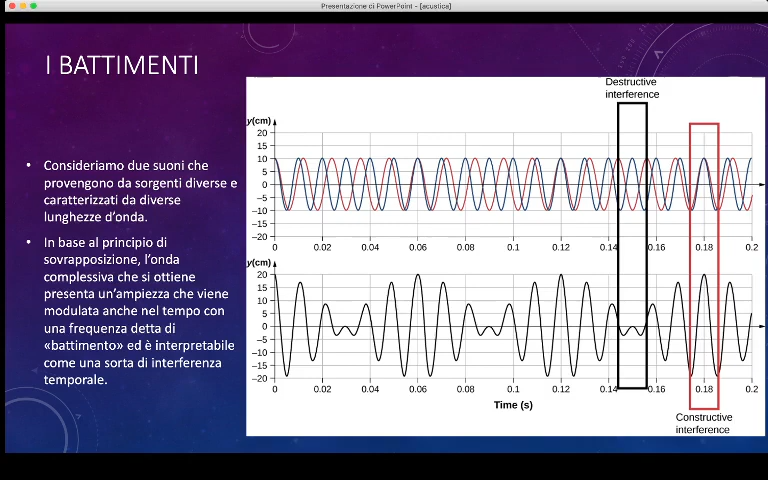 Presentazione di PowerPoint - [acustica]
I BATTIMENTI
• Consideriamo due suoni che
provengono da sorgenti diverse e
caratterizzati da diverse
lunghezze d'onda.
• In base al principio di
sovrapposizione, l'onda
complessiva che si ottiene
presenta un'ampiezza che viene
modulata anche nel tempo con
una frequenza detta di
«battimento» ed è interpretabile
come una sorta di interferenza
temporale.
Destructive
interference
y(cm)
20
15
10
5
0
–5
–10
–15
–20
0 0.02 0.04 0.06 0.08 0.1 0.12 0.14 0.16 0.18 0.2
y(cm)
20
15
10
5
0
–5
–10
–15
–20
0 0.02 0.04 0.06 0.08 0.1 0.12 0.14 0.16 0.18 0.2
Time (s)
Constructive
interference